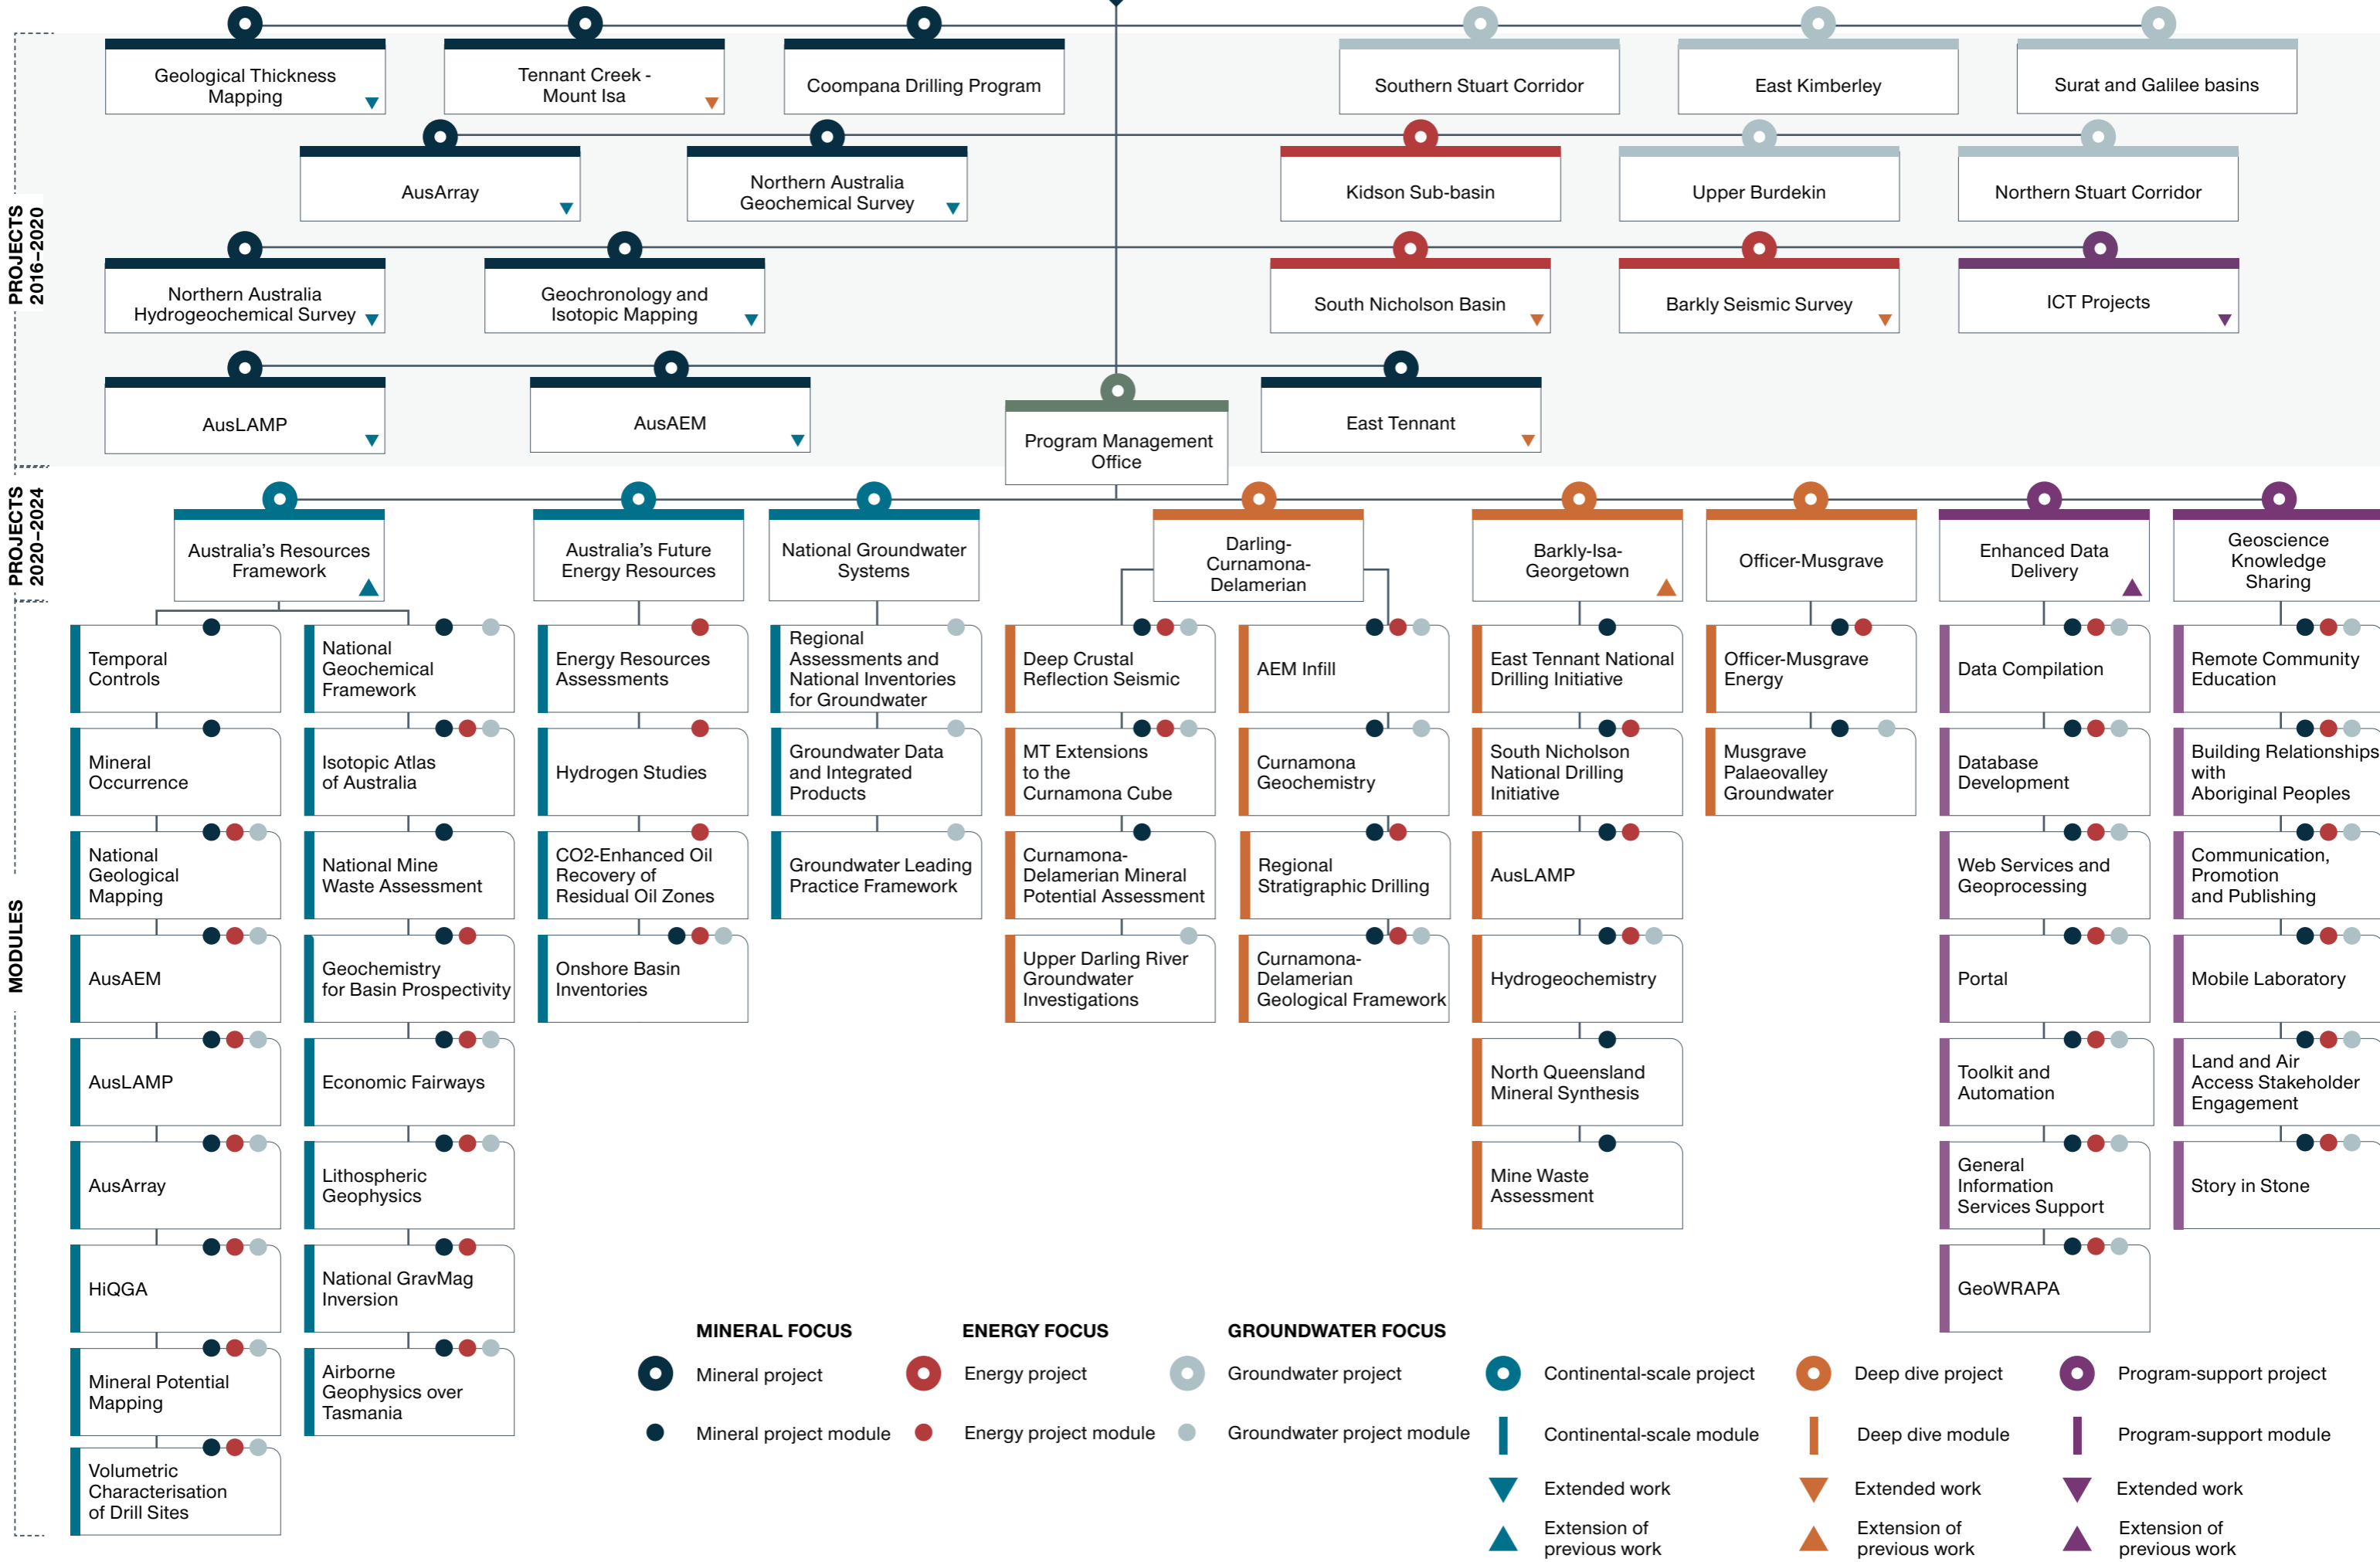 PROJECTS
2016–2020
Geological Thickness
Mapping
Tennant Creek -
Mount Isa
Coompana Drilling Program
Southern Stuart Corridor
East Kimberley
Surat and Galilee basins
AusArray
Northern Australia
Geochemical Survey
Kidson Sub-basin
Upper Burdekin
Northern Stuart Corridor
Northern Australia
Hydrogeochemical Survey
Geochronology and
Isotopic Mapping
South Nicholson Basin
Barkly Seismic Survey
ICT Projects
AusLAMP
AusAEM
Program Management
Office
East Tennant
PROJECTS
2020–2024
Australia’s Resources
Framework
Australia’s Future
Energy Resources
National Groundwater
Systems
Darling-
Curnamona-
Delamerian
Barkly-Isa-
Georgetown
Officer-Musgrave
Enhanced Data
Delivery
Geoscience
Knowledge
Sharing
MODULES
Temporal
Controls
Mineral
Occurrence
National
Geological
Mapping
AusAEM
AusLAMP
AusArray
HiQGA
Mineral Potential
Mapping
Volumetric
Characterisation
of Drill Sites
National
Geochemical
Framework
Isotopic Atlas
of Australia
National Mine
Waste Assessment
Geochemistry
for Basin Prospectivity
Economic Fairways
Lithospheric
Geophysics
National GravMag
Inversion
Airborne
Geophysics over
Tasmania
Energy Resources
Assessments
Hydrogen Studies
CO2-Enhanced Oil
Recovery of
Residual Oil Zones
Onshore Basin
Inventories
Regional
Assessments and
National Inventories
for Groundwater
Groundwater Data
and Integrated
Products
Groundwater Leading
Practice Framework
Deep Crustal
Reflection Seismic
MT Extensions
to the
Curnamona Cube
Curnamona-
Delamerian Mineral
Potential Assessment
Upper Darling River
Groundwater
Investigations
AEM Infill
Curnamona
Geochemistry
Regional
Stratigraphic Drilling
Curnamona-
Delamerian
Geological Framework
East Tennant National
Drilling Initiative
South Nicholson
National Drilling
Initiative
AusLAMP
Hydrogeochemistry
North Queensland
Mineral Synthesis
Mine Waste
Assessment
Officer-Musgrave
Energy
Musgrave
Palaeovalley
Groundwater
Data Compilation
Database
Development
Web Services and
Geoprocessing
Portal
Toolkit and
Automation
General
Information
Services Support
GeoWRAPA
Remote Community
Education
Building Relationships
with
Aboriginal Peoples
Communication,
Promotion
and Publishing
Mobile Laboratory
Land and Air
Access Stakeholder
Engagement
Story in Stone
MINERAL FOCUS
Mineral project
Mineral project module
ENERGY FOCUS
Energy project
Energy project module
GROUNDWATER FOCUS
Groundwater project
Groundwater project module
Continental-scale project
Continental-scale module
Extended work
Extension of
previous work
Deep dive project
Deep dive module
Extended work
Extension of
previous work
Program-support project
Program-support module
Extended work
Extension of
previous work